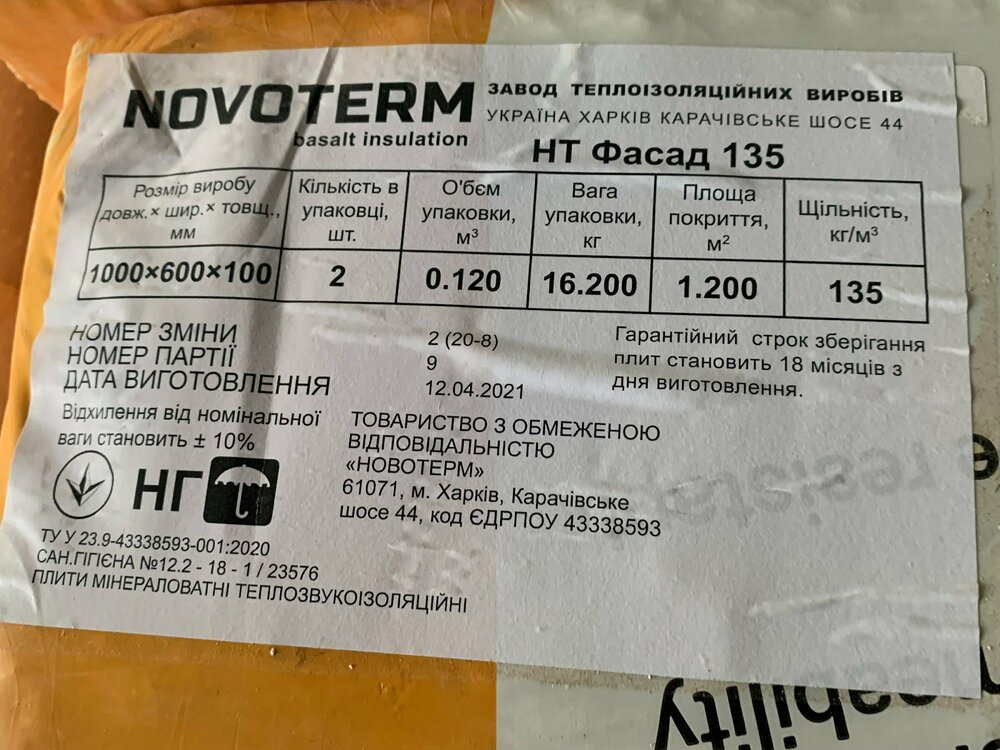 NOVOTERM
basalt insulation
ЗАВОД ТЕПЛОІЗОЛЯЦІЙНИХ ВИРОБІВ
УКРАЇНА ХАРКІВ КАРАЧІВСЬКЕ ШОСЕ 44
НТ Фасад 135
Розмір виробу довж.× шир.× товщ., мм
Кількість в упаковці, шт.
О'бєм упаковки, м³
Вага упаковки, кг
Площа покриття, м²
Щільність, кг/м³
1000×600×100 2 0.120 16.200 1.200 135
НОМЕР ЗМІНИ 2 (20-8)
НОМЕР ПАРТІЇ 9
ДАТА ВИГОТОВЛЕННЯ 12.04.2021
Гарантійний строк зберігання
плит становить 18 місяців з
дня виготовлення.
Відхилення від номінальної
ваги становить ± 10%
НГ
ТОВАРИСТВО З ОБМЕЖЕНОЮ
ВІДПОВІДАЛЬНІСТЮ
«НОВОТЕРМ»
61071, м. Харків, Карачівське
шосе 44, код ЄДРПОУ 43338593
ТУ У 23.9-43338593-001:2020
САН.ГІГІЄНА №12.2 - 18 - 1 / 23576
ПЛИТИ МІНЕРАЛОВАТНІ ТЕПЛОЗВУКОІЗОЛЯЦІЙНІ